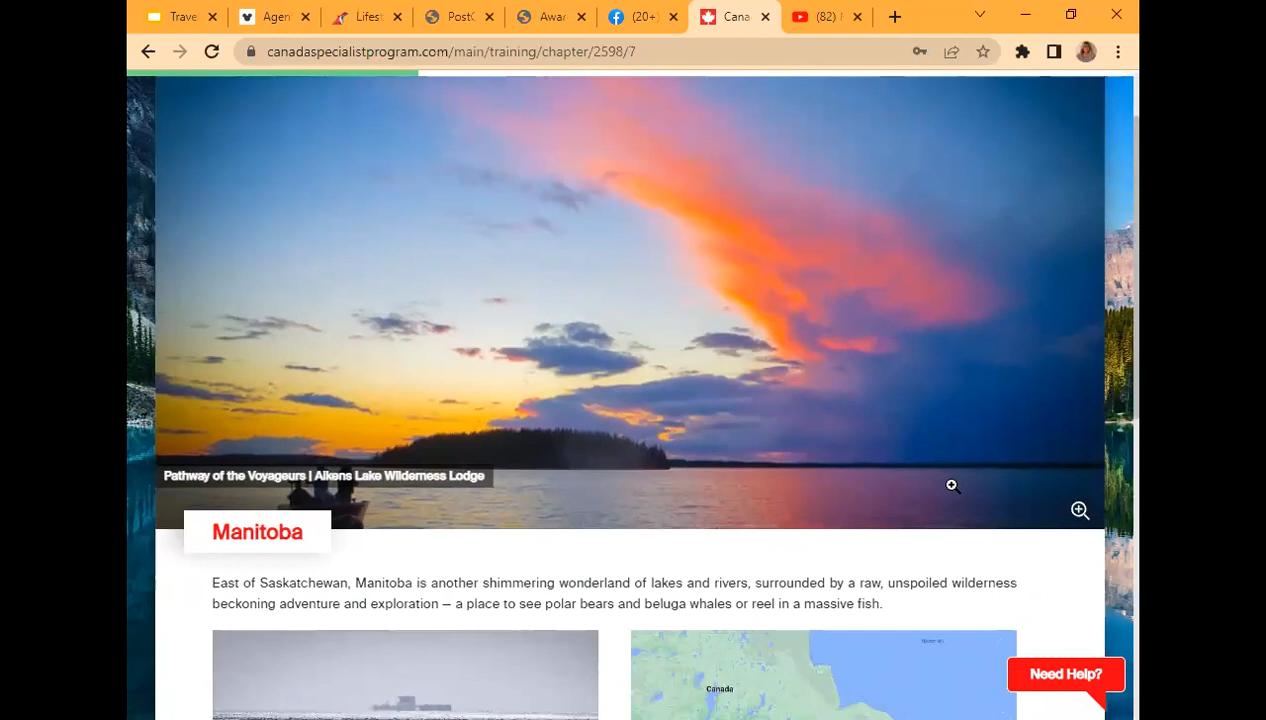 Trave
Agen
Lifest
PostC
Awar
(20+)
Cana
(82)
canadaspecialistprogram.com/main/training/chapter/2598/7
Pathway of the Voyageurs | Aikens Lake Wilderness Lodge
Manitoba
East of Saskatchewan, Manitoba is another shimmering wonderland of lakes and rivers, surrounded by a raw, unspoiled wilderness
beckoning adventure and exploration — a place to see polar bears and beluga whales or reel in a massive fish.
Canada
Need Help?